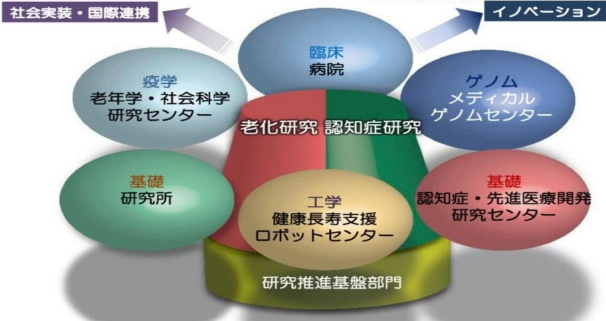 社会実装・国際連携
イノベーション
臨床
病院
疫学
老年学・社会科学
研究センター
ゲノム
メディカル
ゲノムセンター
老化研究 認知症研究
基礎
研究所
工学
健康長寿支援
ロボットセンター
基礎
認知症・先進医療開発
研究センター
研究推進基盤部門